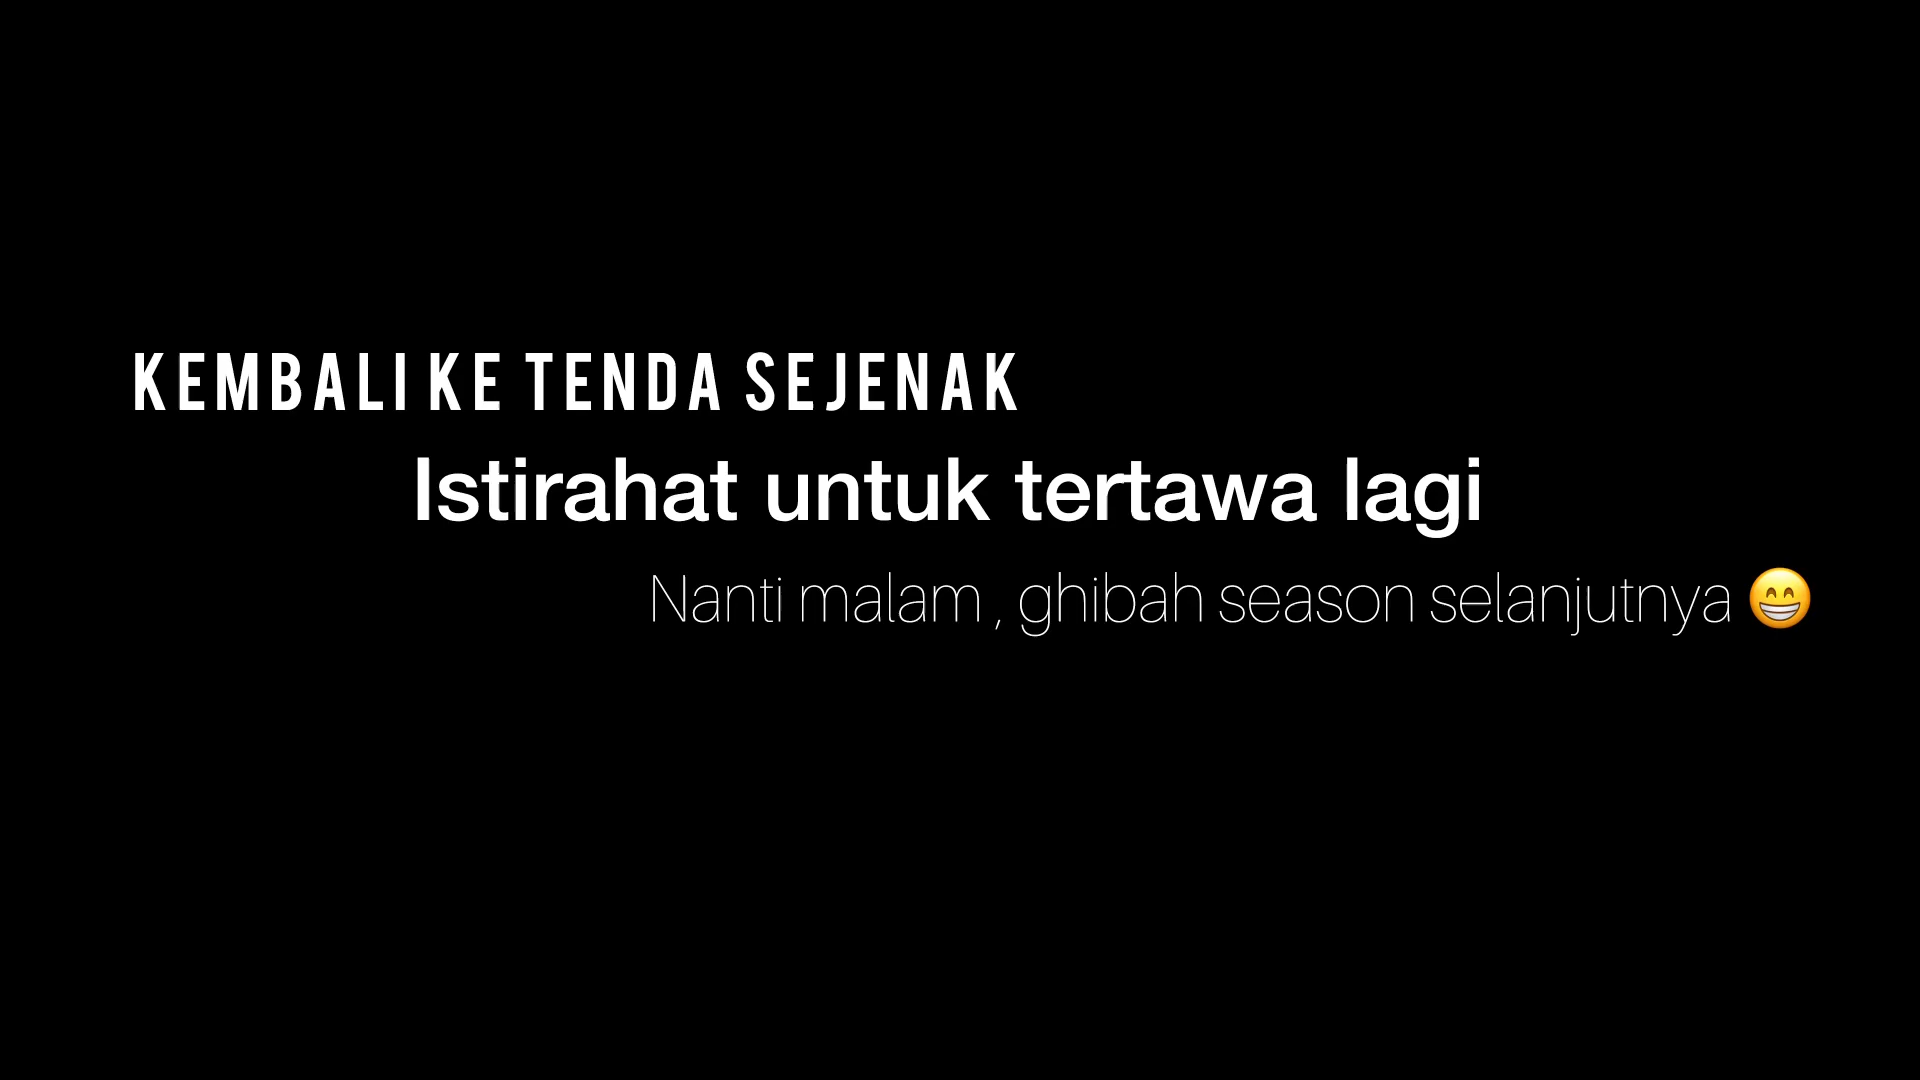 KEMBALI KE TENDA SEJENAK
Istirahat untuk tertawa lagi
Nanti malam , ghibah season selanjutnya 😁